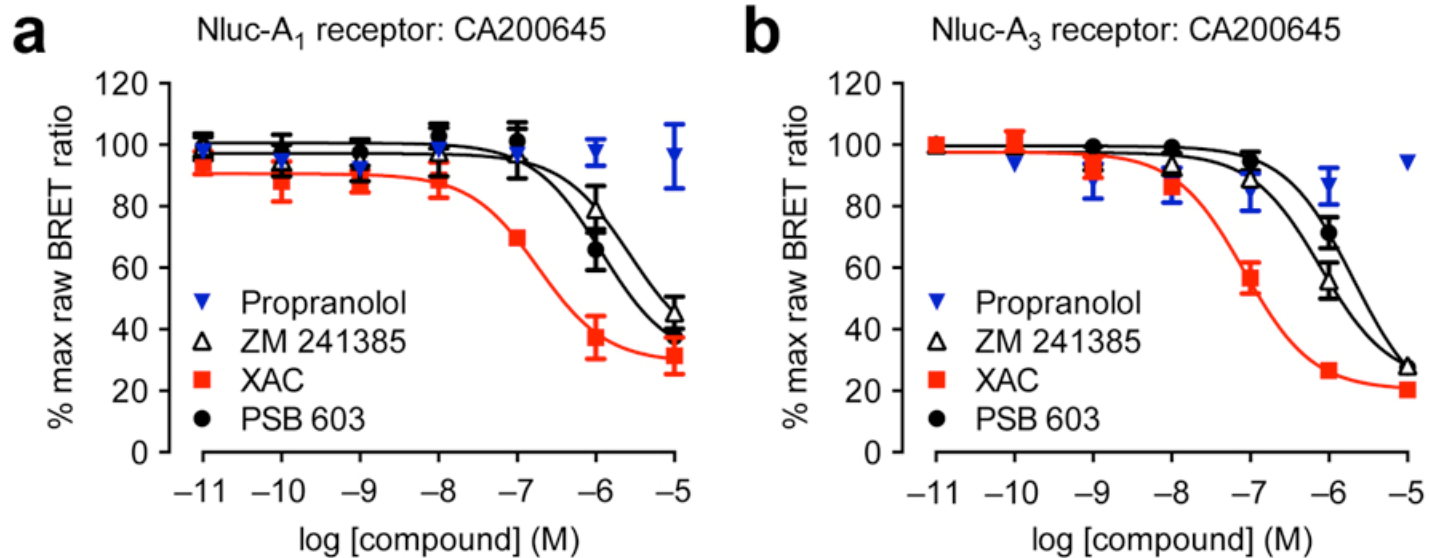 a
Nluc-A₁ receptor: CA200645
% max raw BRET ratio
120
100
80
60
40
20
0
Propranolol
ZM 241385
XAC
PSB 603
–11 –10 –9 –8 –7 –6 –5
log [compound] (M)
b
Nluc-A₃ receptor: CA200645
% max raw BRET ratio
120
100
80
60
40
20
0
Propranolol
ZM 241385
XAC
PSB 603
–11 –10 –9 –8 –7 –6 –5
log [compound] (M)